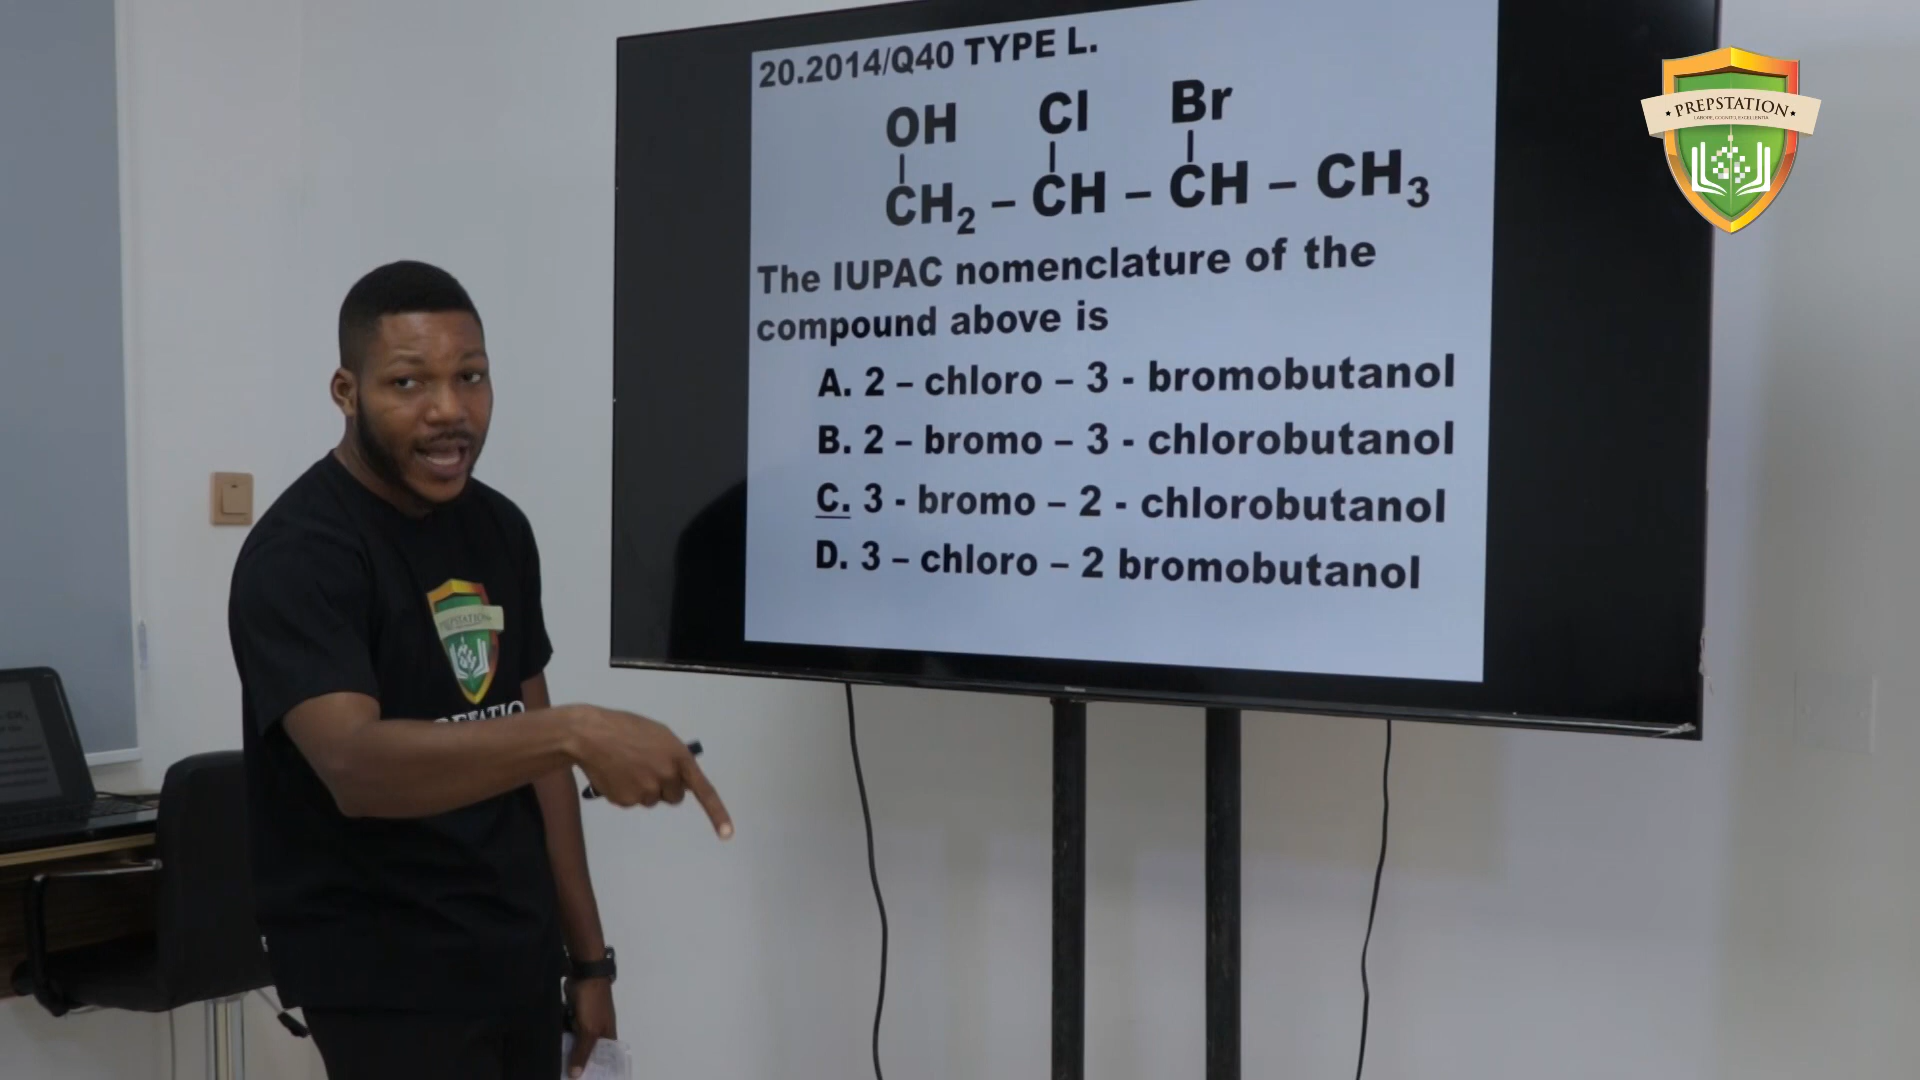 20.2014/Q40 TYPE L.
OH Cl Br
CH₂ – CH – CH – CH₃
The IUPAC nomenclature of the
compound above is
A. 2 – chloro – 3 - bromobutanol
B. 2 – bromo – 3 - chlorobutanol
C. 3 - bromo – 2 - chlorobutanol
D. 3 – chloro – 2 bromobutanol
PREPSTATION